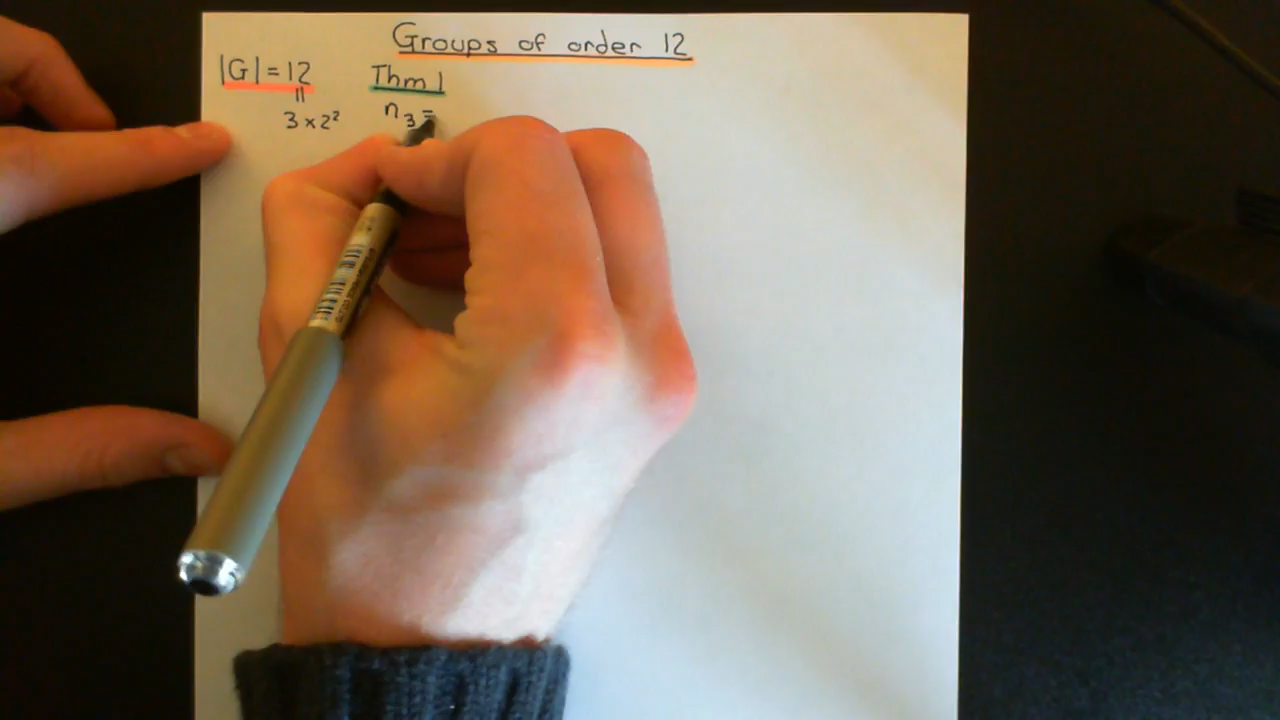 Groups of order 12
|G| = 12
||
3 × 2²
Thm 1
n₃ =